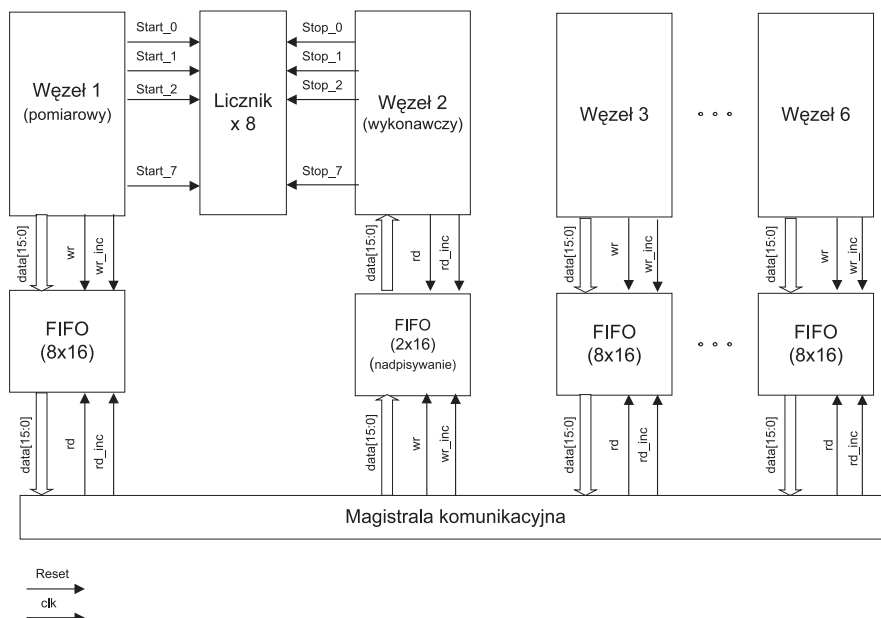 Start_0
Start_1
Start_2
Start_7
Stop_0
Stop_1
Stop_2
Stop_7
Węzeł 1
(pomiarowy)
Licznik
x 8
Węzeł 2
(wykonawczy)
Węzeł 3
Węzeł 6
data[15:0]
wr
wr_inc
data[15:0]
rd
rd_inc
data[15:0]
wr
wr_inc
data[15:0]
wr
wr_inc
FIFO
(8x16)
FIFO
(2x16)
(nadpisywanie)
FIFO
(8x16)
FIFO
(8x16)
data[15:0]
rd
rd_inc
data[15:0]
wr
wr_inc
data[15:0]
rd
rd_inc
data[15:0]
rd
rd_inc
Magistrala komunikacyjna
Reset
clk